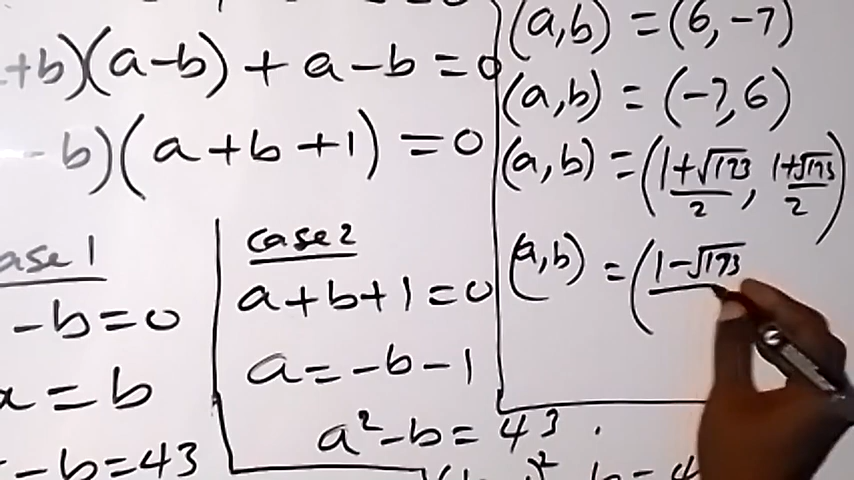 +b)(a-b) + a-b = 0
- b)(a+b+1) = 0
ase 1
-b = 0
a = b
- b = 43
case 2
a+b+1 = 0
a = -b-1
a²-b = 43
(a,b) = (6,-7)
(a,b) = (-7,6)
(a,b) = (1+√173/2, 1+√173/2)
(a,b) = (1-√173